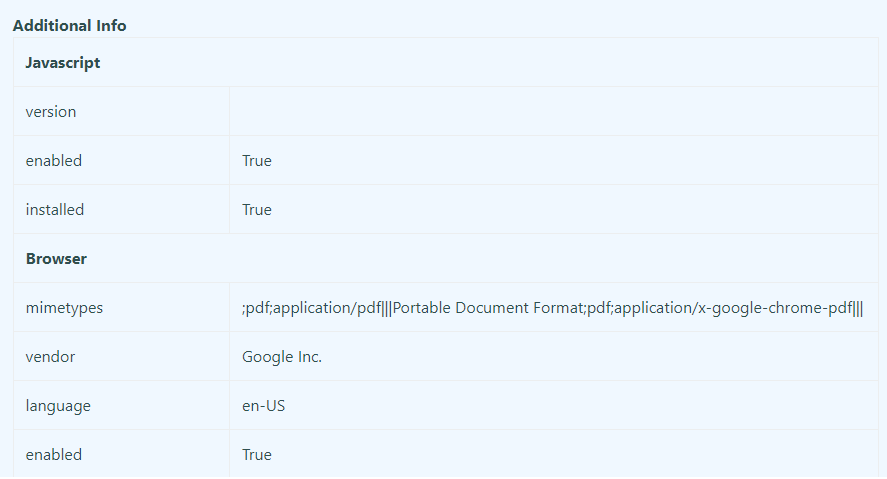 Additional Info
Javascript
version
enabled True
installed True
Browser
mimetypes ;pdf;application/pdf|||Portable Document Format;pdf;application/x-google-chrome-pdf|||
vendor Google Inc.
language en-US
enabled True